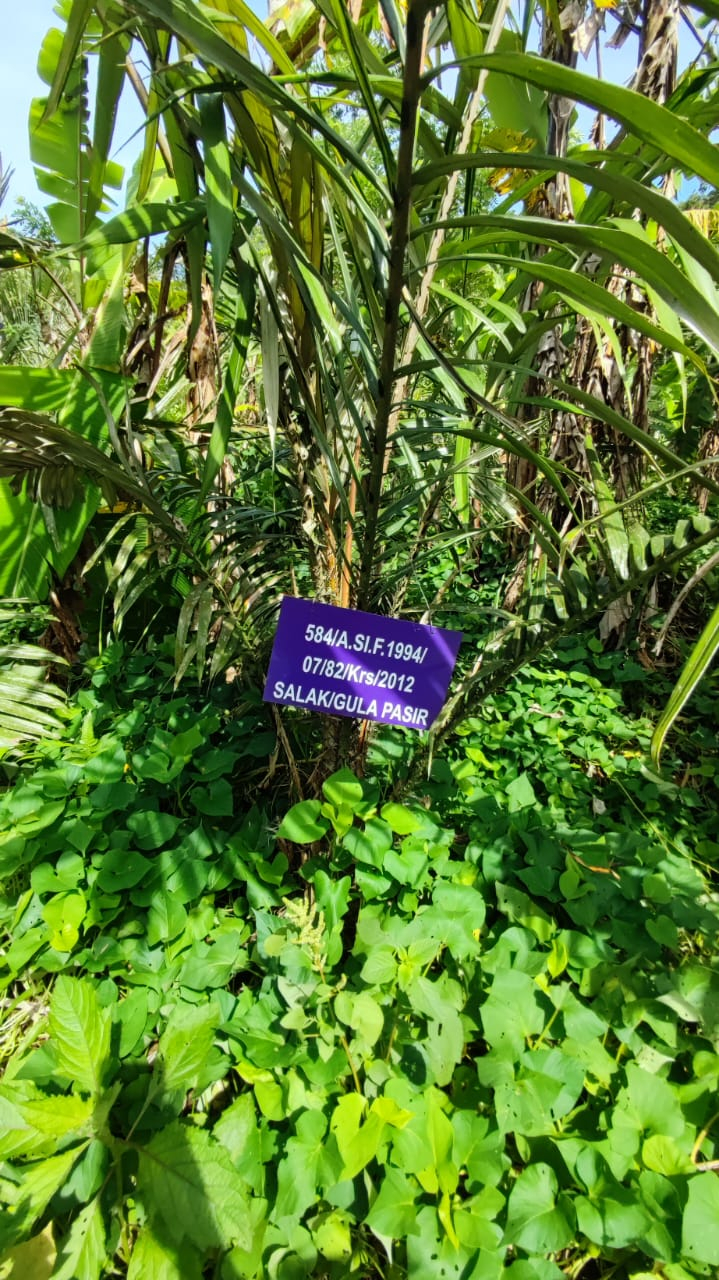 584/A.SI.F.1994/
07/82/Krs/2012
SALAK/GULA PASIR